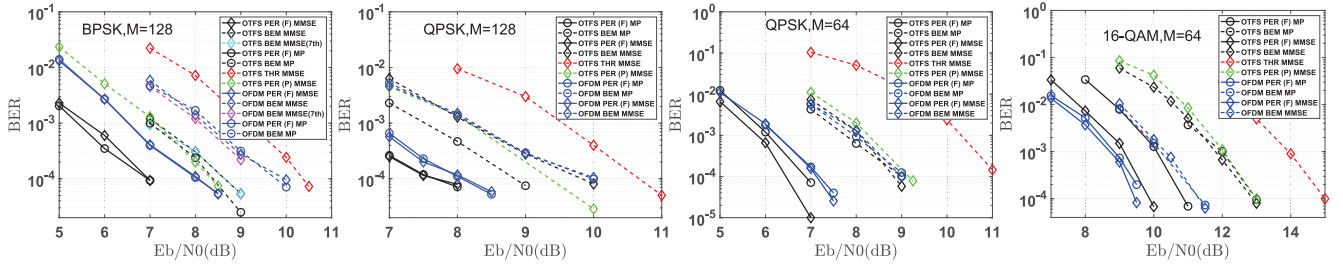 BPSK,M=128
OTFS PER (F) MMSE
OTFS BEM MMSE
OTFS BEM MMSE(7th)
OTFS PER (F) MP
OTFS BEM MP
OTFS THR MMSE
OTFS PER (P) MMSE
OFDM PER (F) MMSE
OFDM BEM MMSE
OFDM BEM MMSE(7th)
OFDM PER (F) MP
OFDM BEM MP
BER
10^-1
10^-2
10^-3
10^-4
5 6 7 8 9 10 11
Eb/N0(dB)
QPSK,M=128
OTFS PER (F) MP
OTFS BEM MP
OTFS PER (F) MMSE
OTFS BEM MMSE
OTFS THR MMSE
OTFS PER (P) MMSE
OFDM PER (F) MP
OFDM PER (F) MMSE
OFDM BEM MMSE
OFDM BEM MP
BER
10^-1
10^-2
10^-3
10^-4
7 8 9 10 11
Eb/N0(dB)
QPSK,M=64
OTFS PER (F) MP
OTFS BEM MP
OTFS PER (F) MMSE
OTFS BEM MMSE
OTFS THR MMSE
OTFS PER (P) MMSE
OFDM PER (F) MP
OFDM BEM MP
OFDM PER (F) MMSE
OFDM BEM MMSE
BER
10^0
10^-1
10^-2
10^-3
10^-4
10^-5
5 6 7 8 9 10 11
Eb/N0(dB)
16-QAM,M=64
OTFS PER (F) MP
OTFS BEM MP
OTFS PER (F) MMSE
OTFS BEM MMSE
OTFS THR MMSE
OTFS PER (P) MMSE
OFDM PER (F) MP
OFDM BEM MP
OFDM PER (F) MMSE
OFDM BEM MMSE
BER
10^0
10^-1
10^-2
10^-3
10^-4
8 10 12 14
Eb/N0(dB)